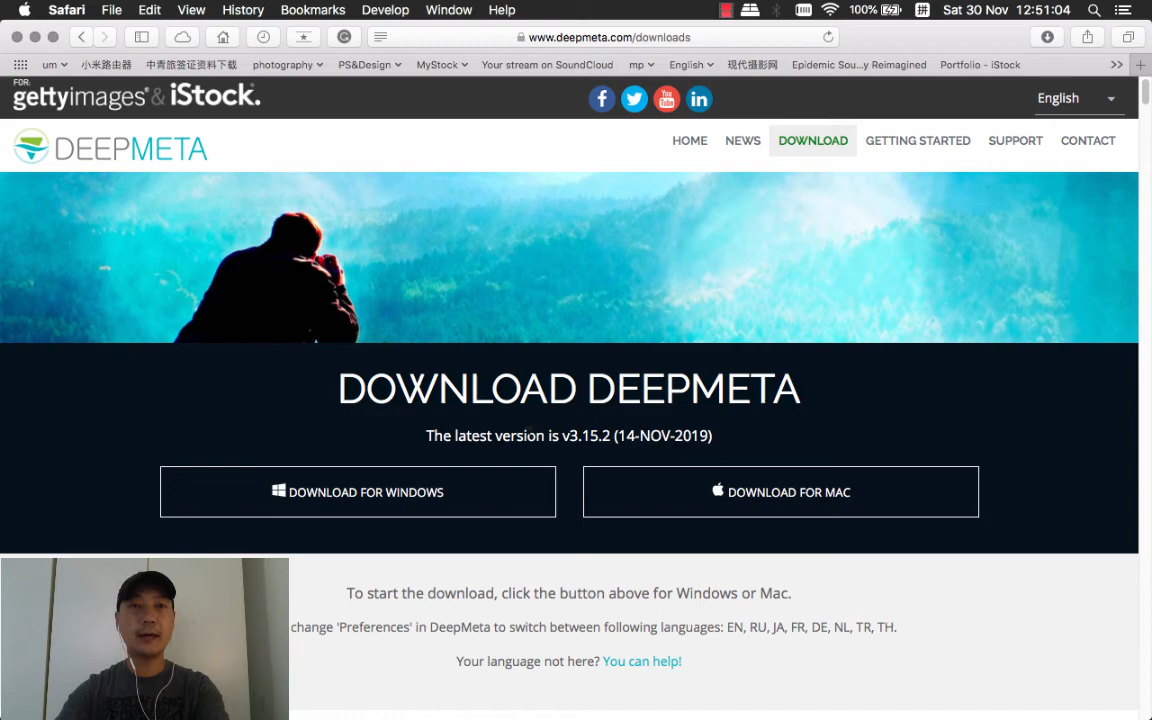 Safari File Edit View History Bookmarks Develop Window Help 100% 拼 Sat 30 Nov 12:51:04
www.deepmeta.com/downloads
um 小米路由器 中青旅签证资料下载 photography PS&Design MyStock Your stream on SoundCloud mp English 现代摄影网 Epidemic Sou...y Reimagined Portfolio - iStock
FOR:
gettyimages® & iStock. You Tube English
DEEPMETA HOME NEWS DOWNLOAD GETTING STARTED SUPPORT CONTACT
DOWNLOAD DEEPMETA
The latest version is v3.15.2 (14-NOV-2019)
DOWNLOAD FOR WINDOWS DOWNLOAD FOR MAC
To start the download, click the button above for Windows or Mac.
change 'Preferences' in DeepMeta to switch between following languages: EN, RU, JA, FR, DE, NL, TR, TH.
Your language not here? You can help!